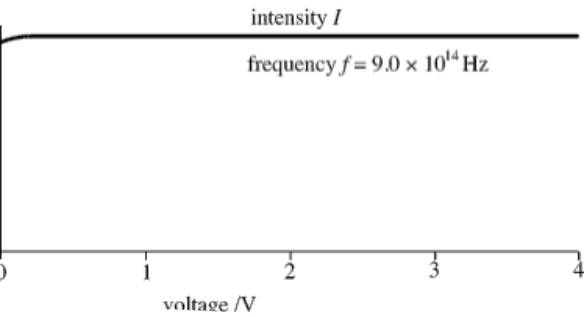 intensity I
frequency f = 9.0 × 10¹⁴ Hz
0 1 2 3 4
voltage /V